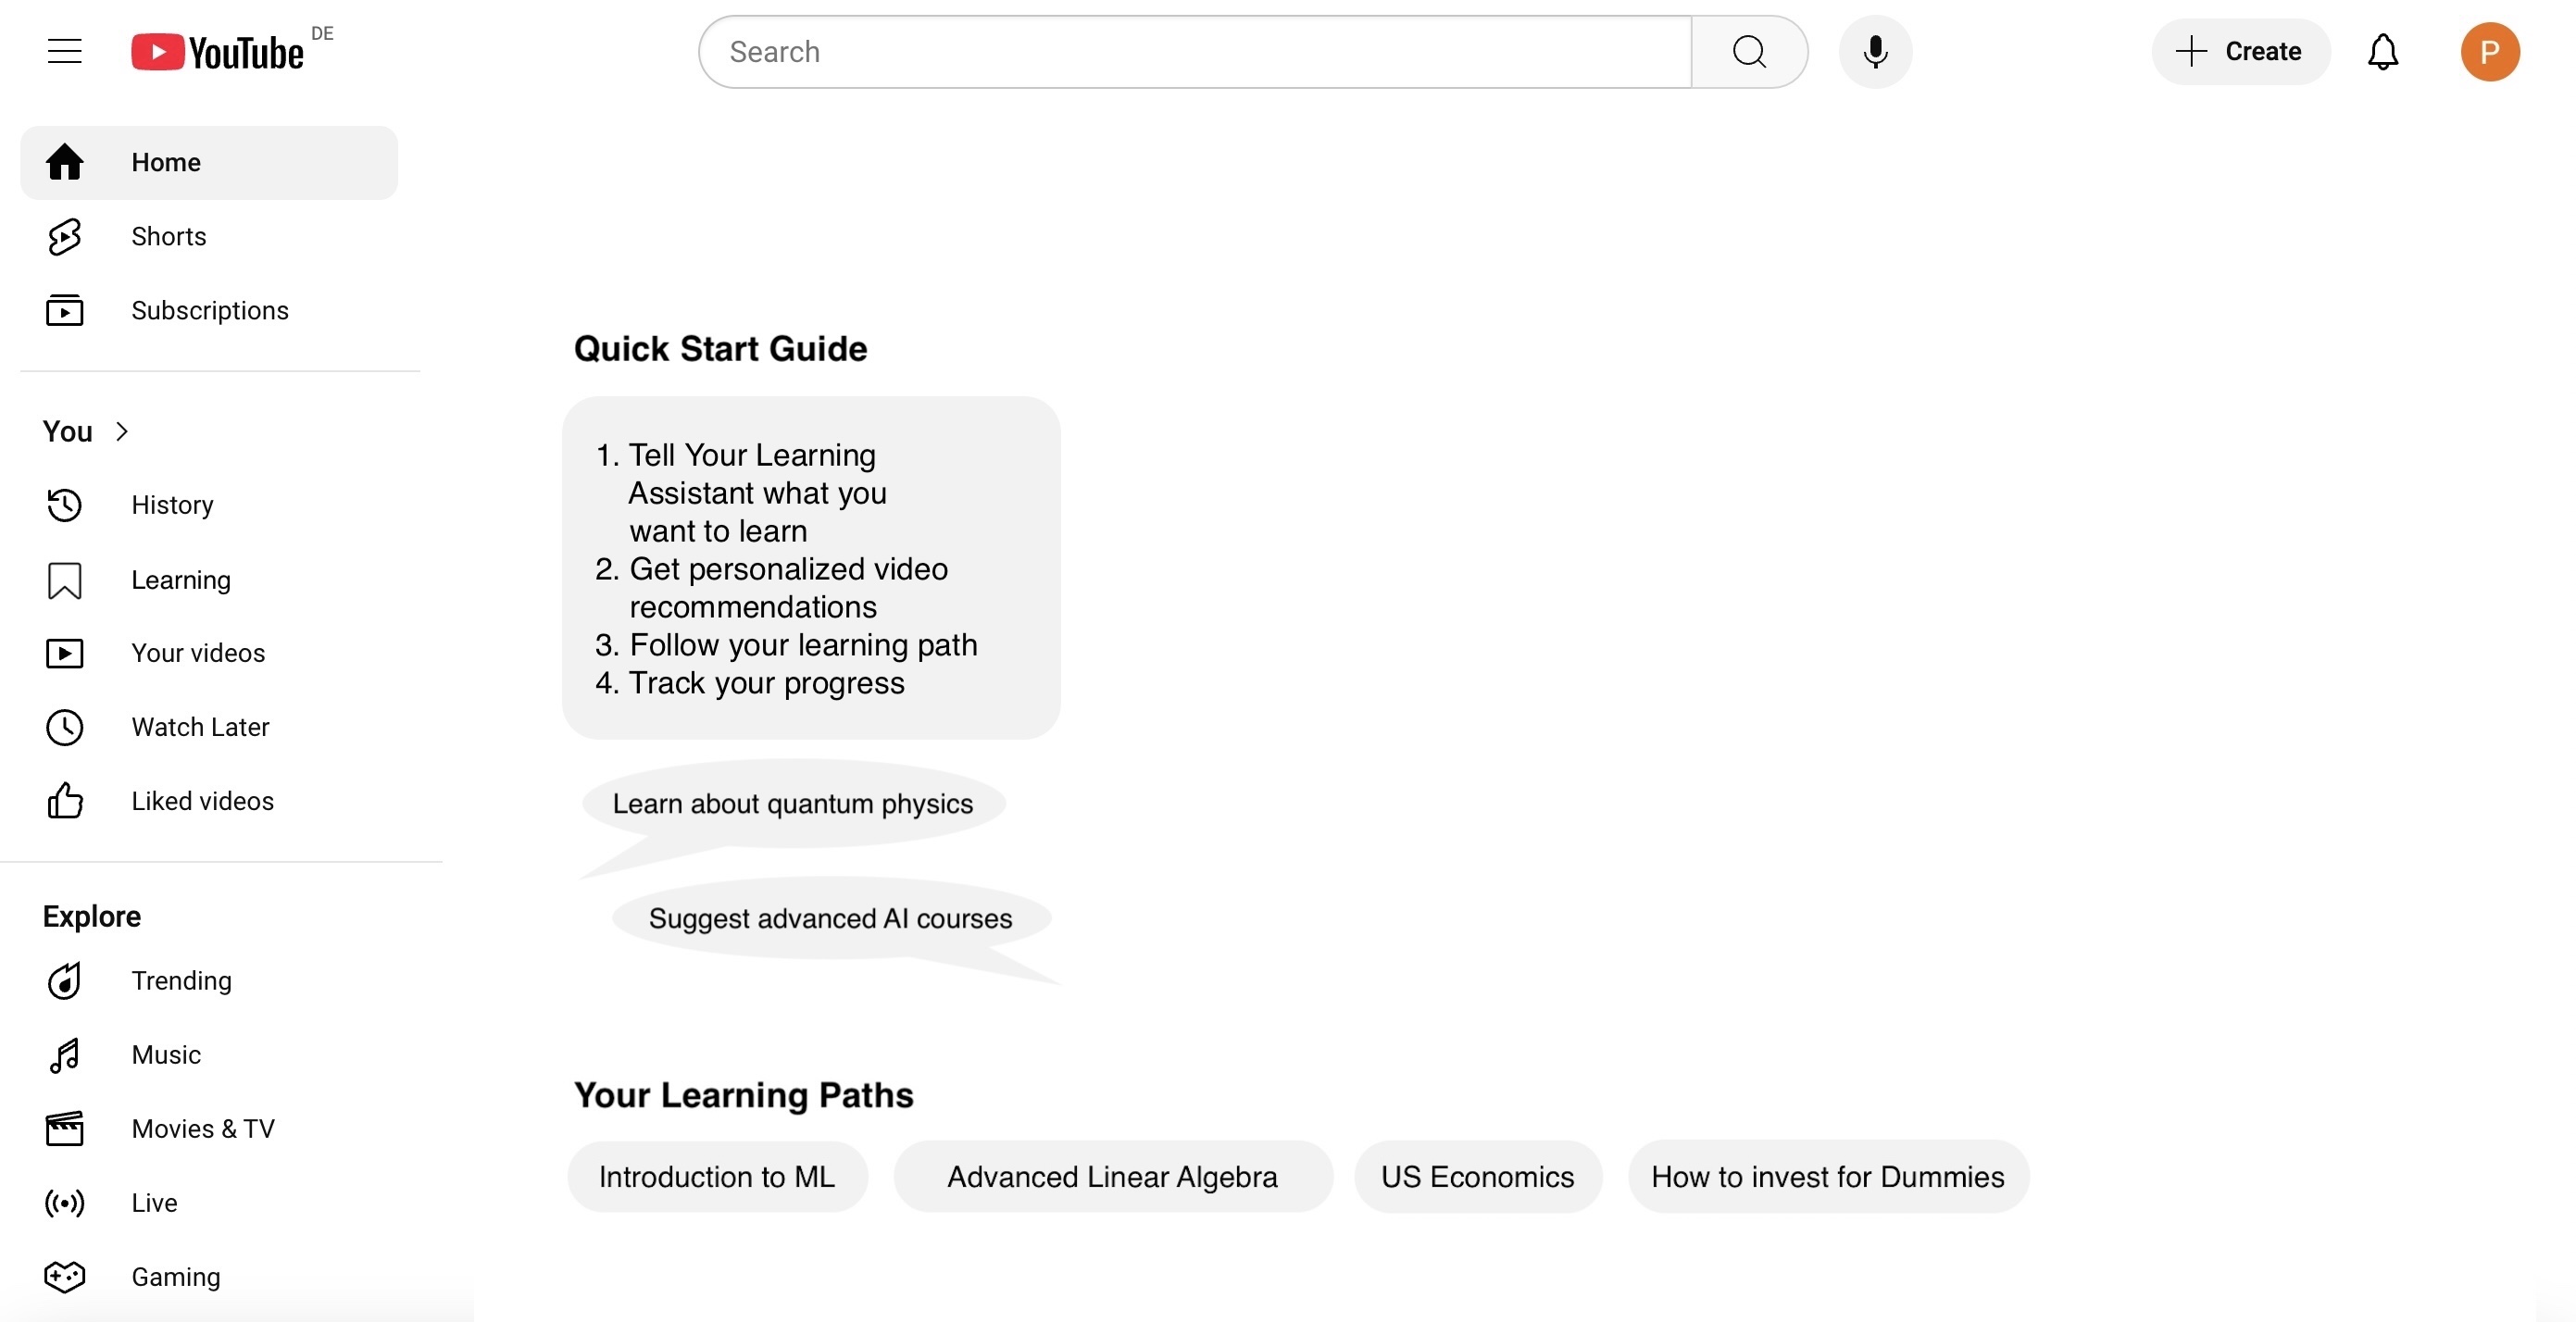 YouTube DE
Search
Create
P
Home
Shorts
Subscriptions
You
History
Learning
Your videos
Watch Later
Liked videos
Explore
Trending
Music
Movies & TV
Live
Gaming
Quick Start Guide
1. Tell Your Learning
Assistant what you
want to learn
2. Get personalized video
recommendations
3. Follow your learning path
4. Track your progress
Learn about quantum physics
Suggest advanced AI courses
Your Learning Paths
Introduction to ML
Advanced Linear Algebra
US Economics
How to invest for Dummies